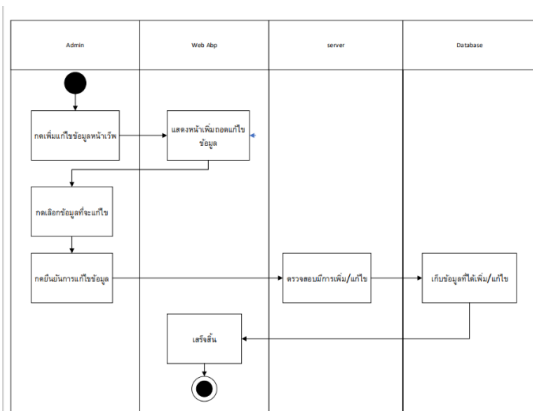 Admin
Web Abp
server
Database
กดเพิ่มแก้ไขข้อมูลหน้าเว็พ
แสดงหน้าเพิ่มถอดแก้ไข
ข้อมูล
กดเลือกข้อมูลที่จะแก้ไข
กดยืนยันการแก้ไขข้อมูล
ตรวจสอบมีการเพิ่ม/แก้ไข
เก็บข้อมูลที่ได้เพิ่ม/แก้ไข
เสร็จสิ้น